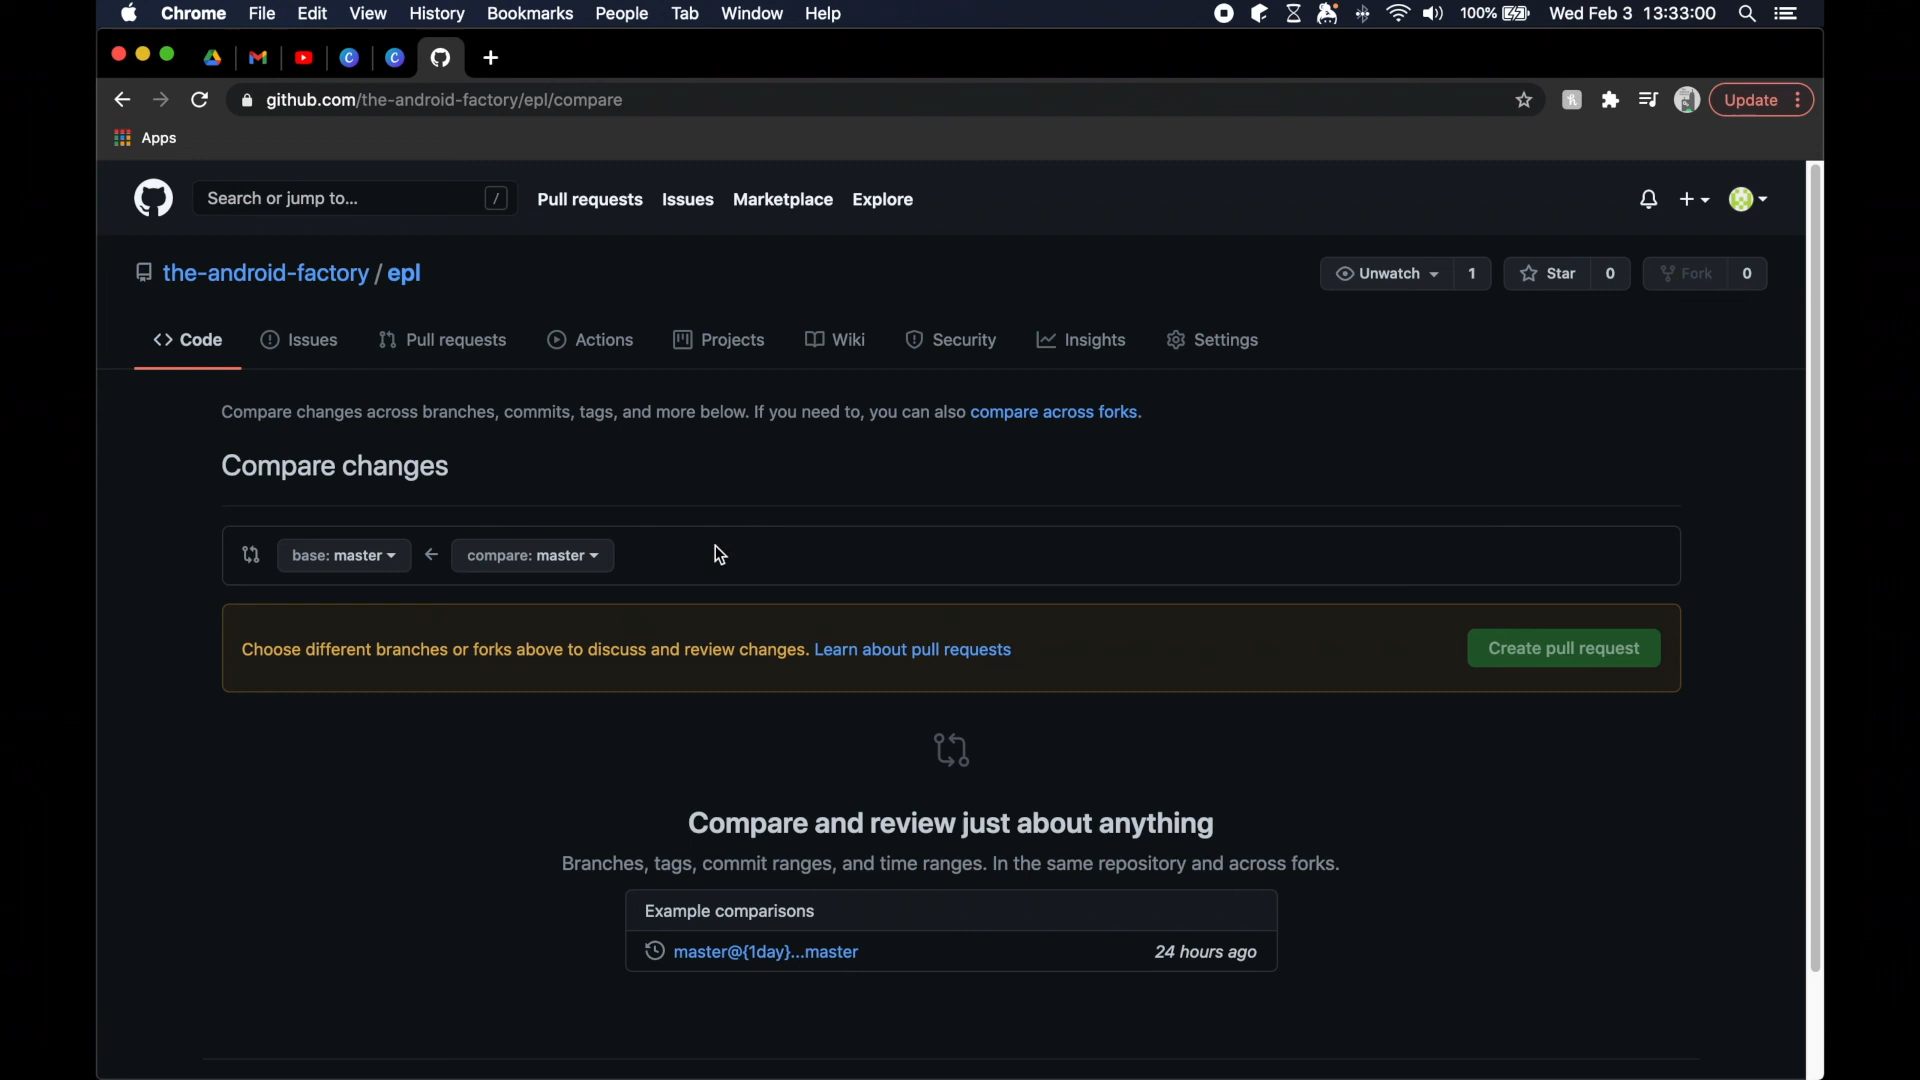 Chrome File Edit View History Bookmarks People Tab Window Help 100% Wed Feb 3 13:33:00
github.com/the-android-factory/epl/compare Update
Apps
Search or jump to... / Pull requests Issues Marketplace Explore
the-android-factory / epl Unwatch 1 Star 0 Fork 0
Code Issues Pull requests Actions Projects Wiki Security Insights Settings
Compare changes across branches, commits, tags, and more below. If you need to, you can also compare across forks.
Compare changes
base: master compare: master
Choose different branches or forks above to discuss and review changes. Learn about pull requests Create pull request
Compare and review just about anything
Branches, tags, commit ranges, and time ranges. In the same repository and across forks.
Example comparisons
master@{1day}...master 24 hours ago